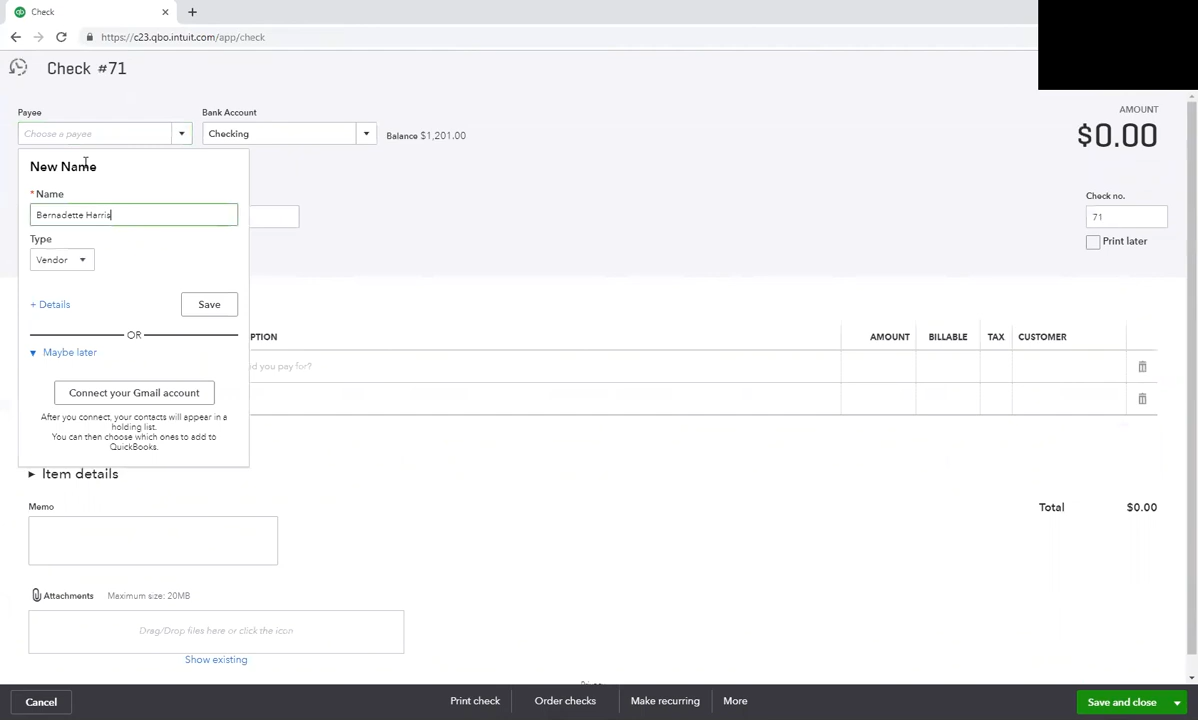 qb Check
https://c23.qbo.intuit.com/app/check
Check #71
Payee
Bank Account
AMOUNT
Choose a payee
Checking
Balance $1,201.00
$0.00
New Name
*Name
Bernadette Harris
Check no.
71
Print later
Type
Vendor
+ Details
Save
OR
Maybe later
PTION
AMOUNT
BILLABLE
TAX
CUSTOMER
d you pay for?
Connect your Gmail account
After you connect, your contacts will appear in a
holding list.
You can then choose which ones to add to
QuickBooks.
Item details
Memo
Total
$0.00
Attachments
Maximum size: 20MB
Drag/Drop files here or click the icon
Show existing
Cancel
Print check
Order checks
Make recurring
More
Save and close